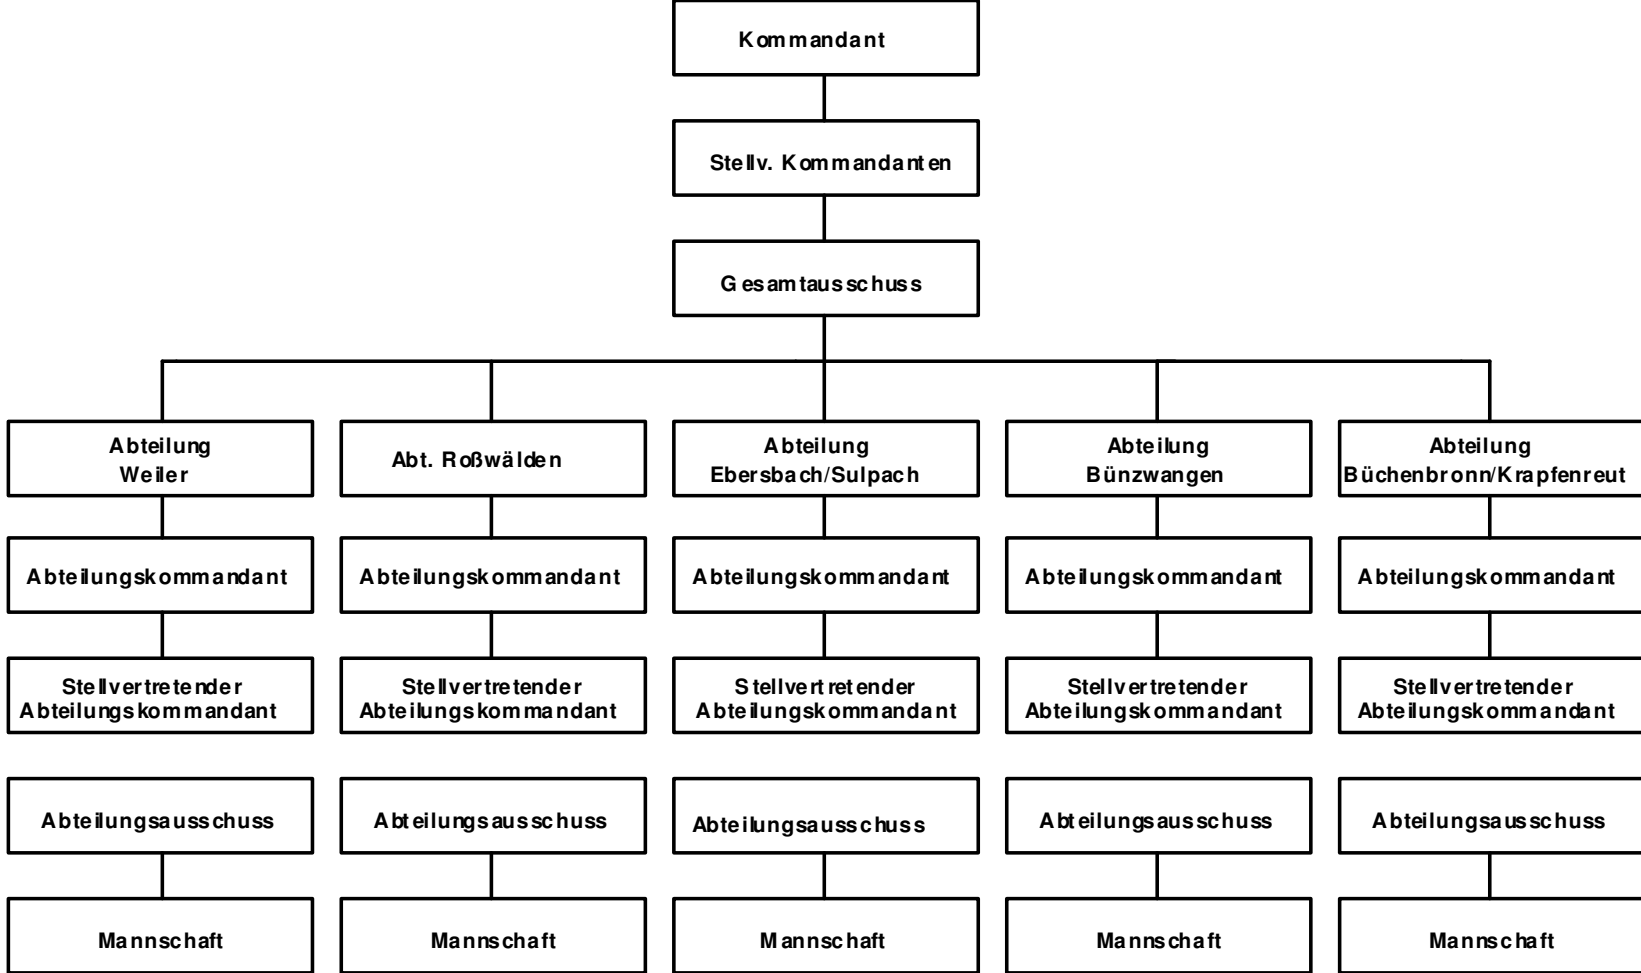 Kommandant
Stellv. Kommandanten
Gesamtausschuss
Abteilung
Weiler
Abt. Roßwälden
Abteilung
Ebersbach/Sulpach
Abteilung
Bünzwangen
Abteilung
Büchenbronn/Krapfenreut
Abteilungskommandant
Abteilungskommandant
Abteilungskommandant
Abteilungskommandant
Abteilungskommandant
Stellvertretender
Abteilungskommandant
Stellvertretender
Abteilungskommandant
Stellvertretender
Abteilungskommandant
Stellvertretender
Abteilungskommandant
Stellvertretender
Abteilungskommandant
Abteilungsausschuss
Abteilungsausschuss
Abteilungsausschuss
Abteilungsausschuss
Abteilungsausschuss
Mannschaft
Mannschaft
Mannschaft
Mannschaft
Mannschaft